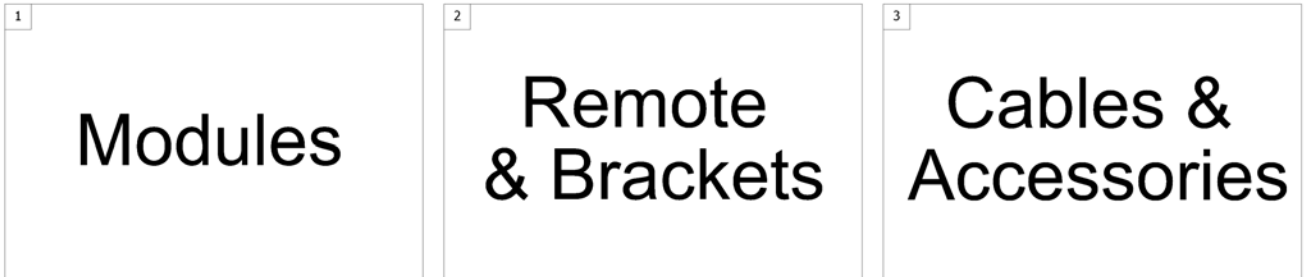 1
Modules
2
Remote
& Brackets
3
Cables &
Accessories